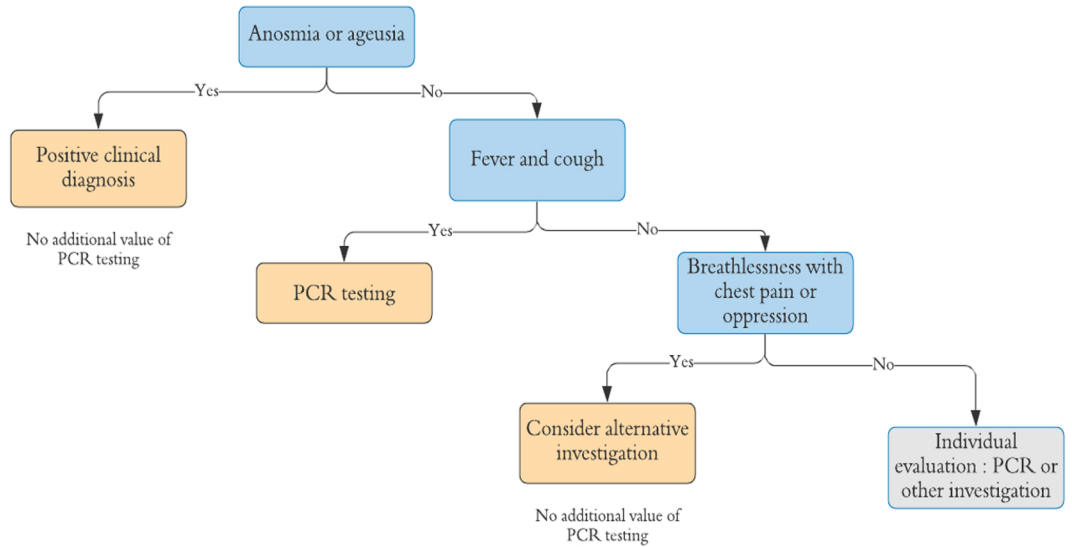 Anosmia or ageusia
Yes
No
Positive clinical
diagnosis
No additional value of
PCR testing
Fever and cough
Yes
No
PCR testing
Breathlessness with
chest pain or
oppression
Yes
No
Consider alternative
investigation
No additional value of
PCR testing
Individual
evaluation : PCR or
other investigation